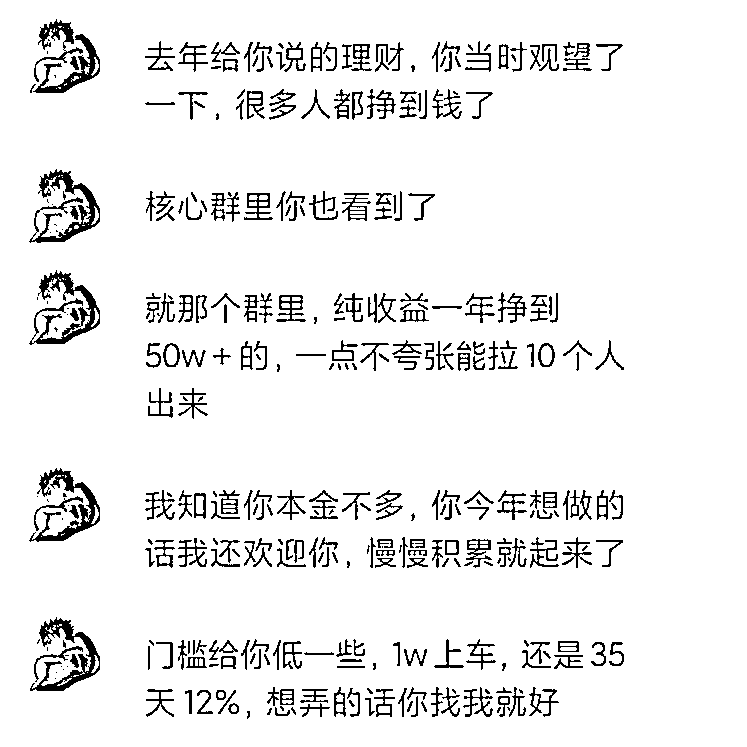 去年给你说的理财，你当时观望了
一下，很多人都挣到钱了
核心群里你也看到了
就那个群里，纯收益一年挣到
50w+的，一点不夸张能拉10个人
出来
我知道你本金不多，你今年想做的
话我还欢迎你，慢慢积累就起来了
门槛给你低一些，1w上车，还是35
天12%，想弄的话你找我就好